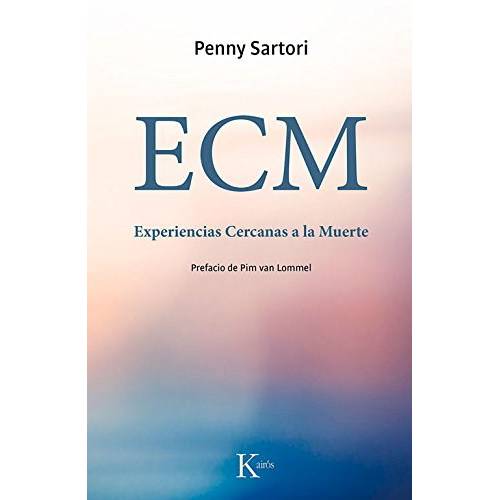 Penny Sartori
ECM
Experiencias Cercanas a la Muerte
Prefacio de Pim van Lommel
Kairós